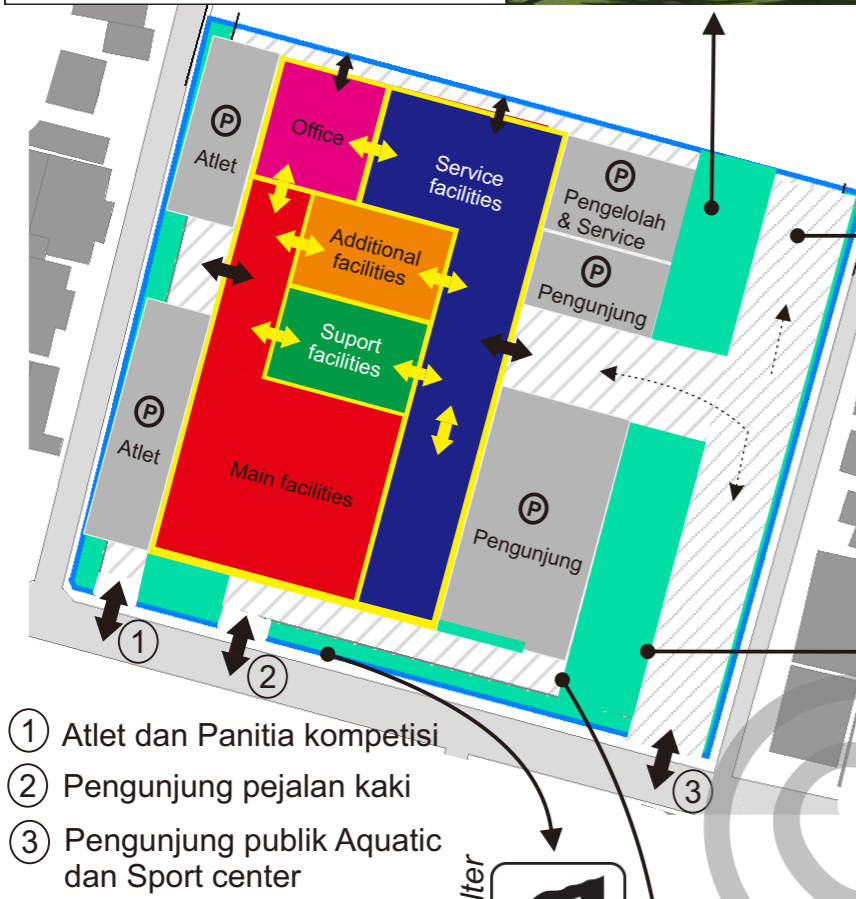 Office
Service
facilities
P
Atlet
P
Pengelolah
& Service
Additional
facilities
P
Pengunjung
Suport
facilities
P
Atlet
Main facilities
P
Pengunjung
1
2
3
1 Atlet dan Panitia kompetisi
2 Pengunjung pejalan kaki
3 Pengunjung publik Aquatic
dan Sport center